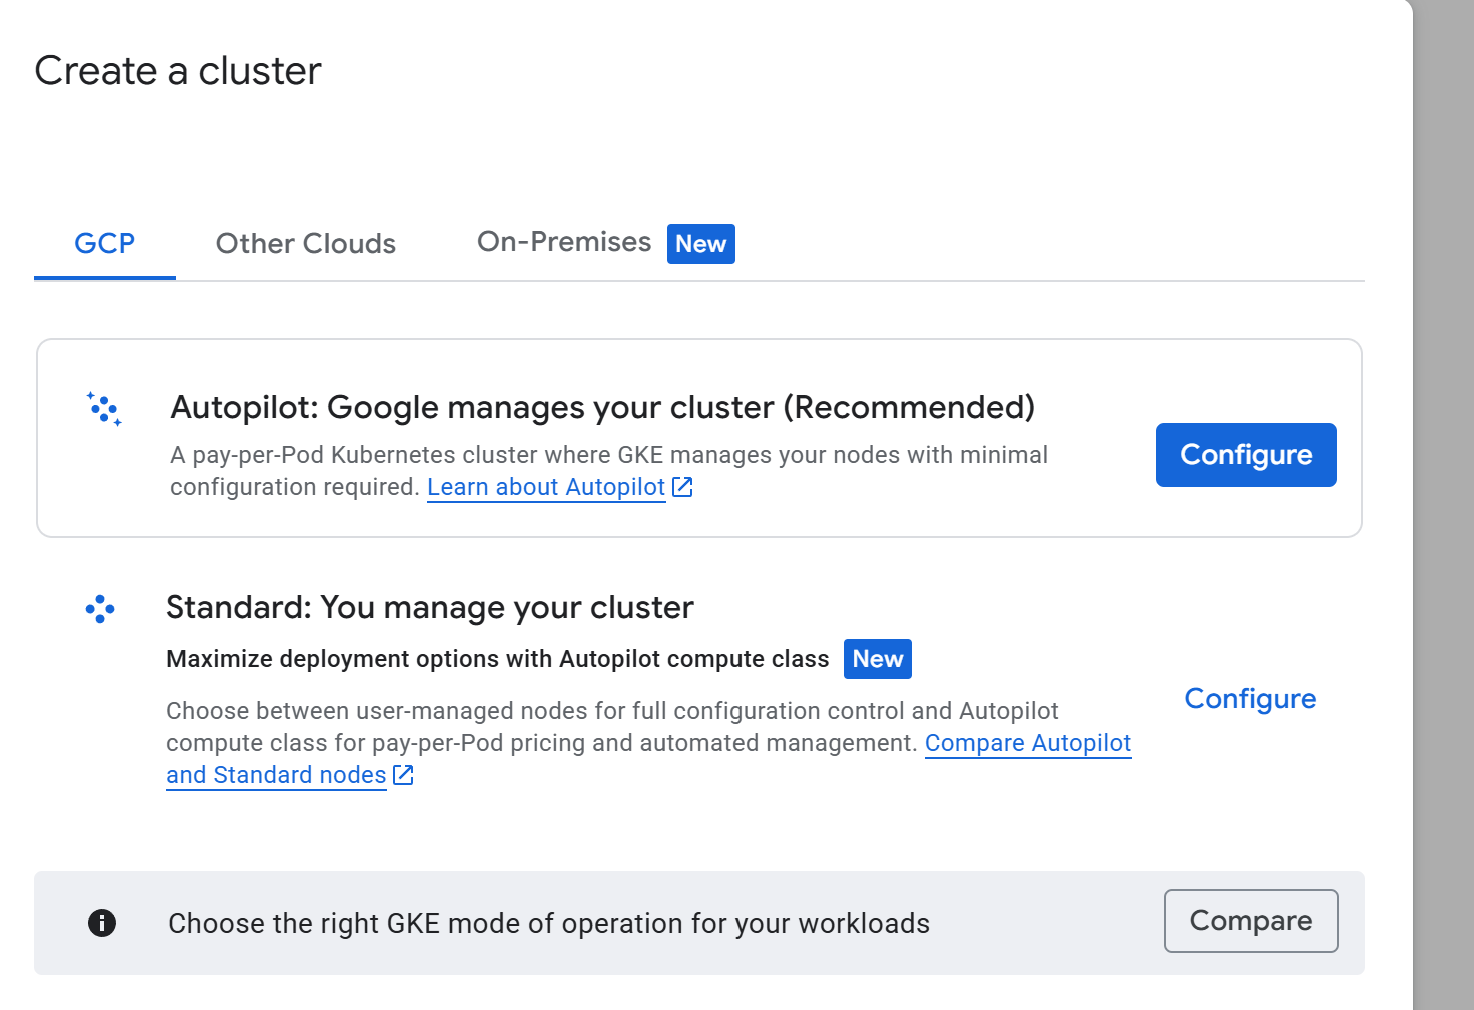 Create a cluster
GCP
Other Clouds
On-Premises New
Autopilot: Google manages your cluster (Recommended)
A pay-per-Pod Kubernetes cluster where GKE manages your nodes with minimal
configuration required. Learn about Autopilot
Configure
Standard: You manage your cluster
Maximize deployment options with Autopilot compute class New
Choose between user-managed nodes for full configuration control and Autopilot
compute class for pay-per-Pod pricing and automated management. Compare Autopilot
and Standard nodes
Configure
Choose the right GKE mode of operation for your workloads
Compare